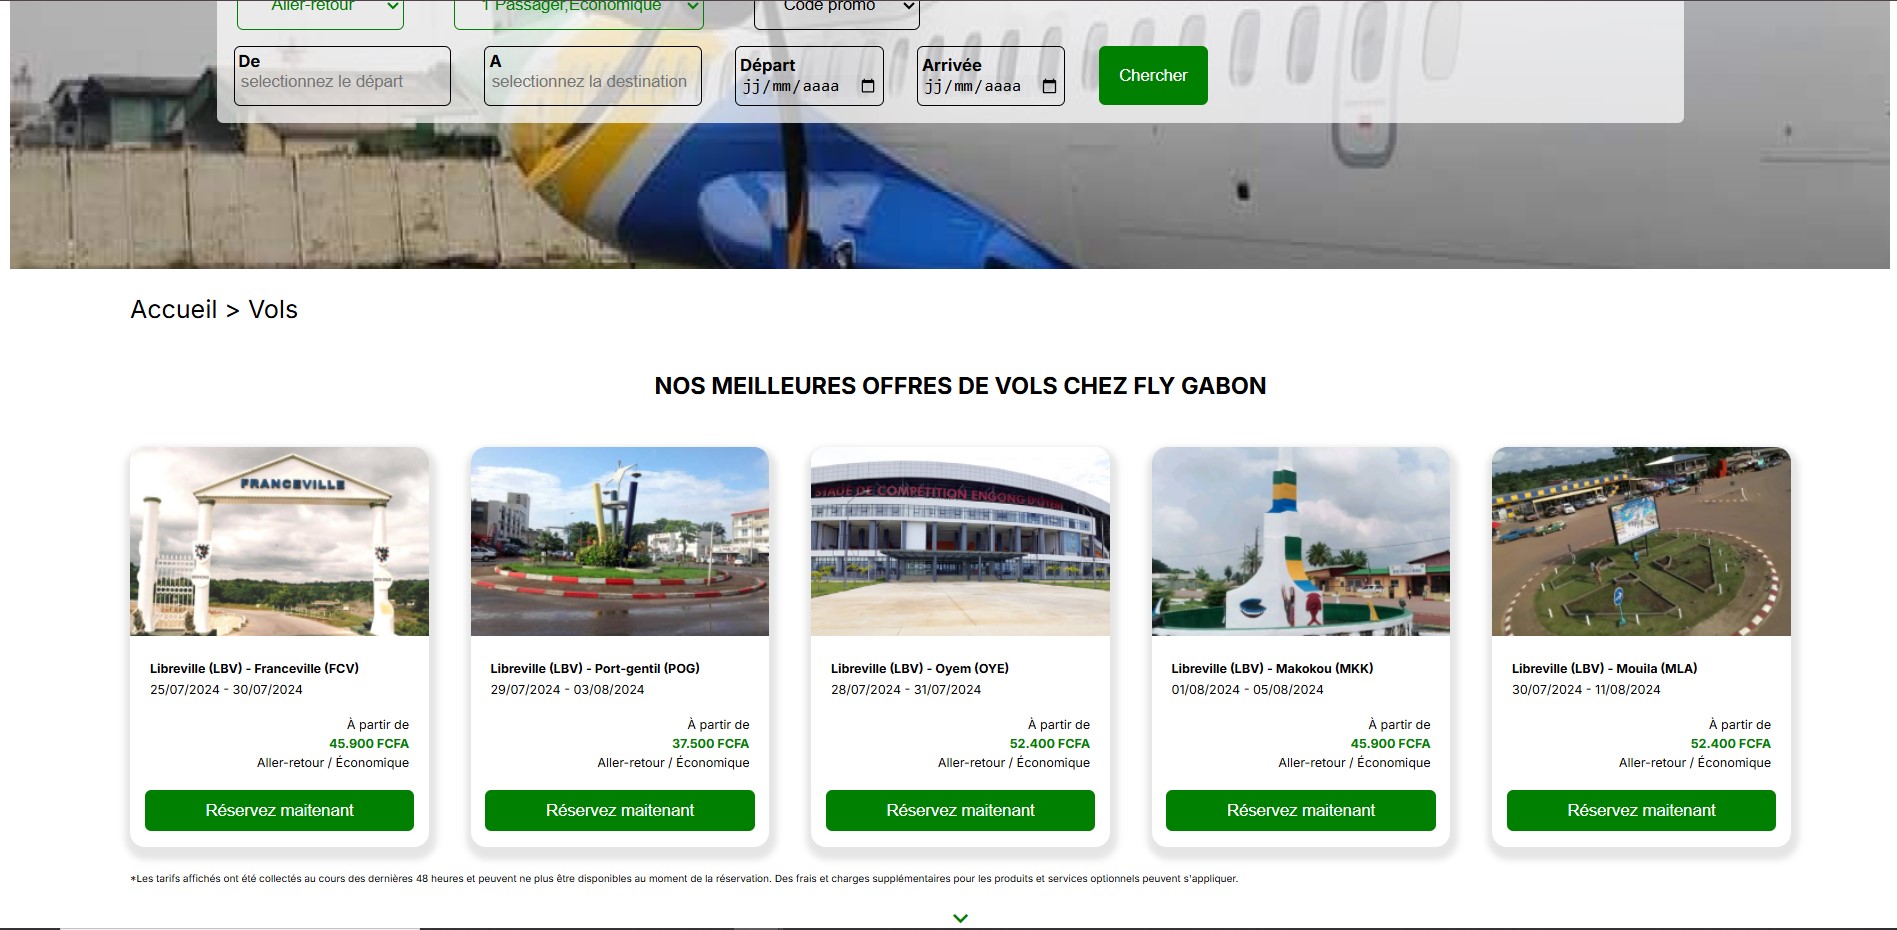 Aller-retour
1 Passager,Économique
Code promo
De
selectionnez le départ
A
selectionnez la destination
Départ
jj/mm/aaaa
Arrivée
jj/mm/aaaa
Chercher
Accueil > Vols
NOS MEILLEURES OFFRES DE VOLS CHEZ FLY GABON
FRANCEVILLE
Libreville (LBV) - Franceville (FCV)
25/07/2024 - 30/07/2024
À partir de
45.900 FCFA
Aller-retour / Économique
Réservez maitenant
Libreville (LBV) - Port-gentil (POG)
29/07/2024 - 03/08/2024
À partir de
37.500 FCFA
Aller-retour / Économique
Réservez maitenant
STADE DE COMPÉTITION ENGONG D'OYEM
Libreville (LBV) - Oyem (OYE)
28/07/2024 - 31/07/2024
À partir de
52.400 FCFA
Aller-retour / Économique
Réservez maitenant
Libreville (LBV) - Makokou (MKK)
01/08/2024 - 05/08/2024
À partir de
45.900 FCFA
Aller-retour / Économique
Réservez maitenant
Libreville (LBV) - Mouila (MLA)
30/07/2024 - 11/08/2024
À partir de
52.400 FCFA
Aller-retour / Économique
Réservez maitenant
*Les tarifs affichés ont été collectés au cours des dernières 48 heures et peuvent ne plus être disponibles au moment de la réservation. Des frais et charges supplémentaires pour les produits et services optionnels peuvent s'appliquer.